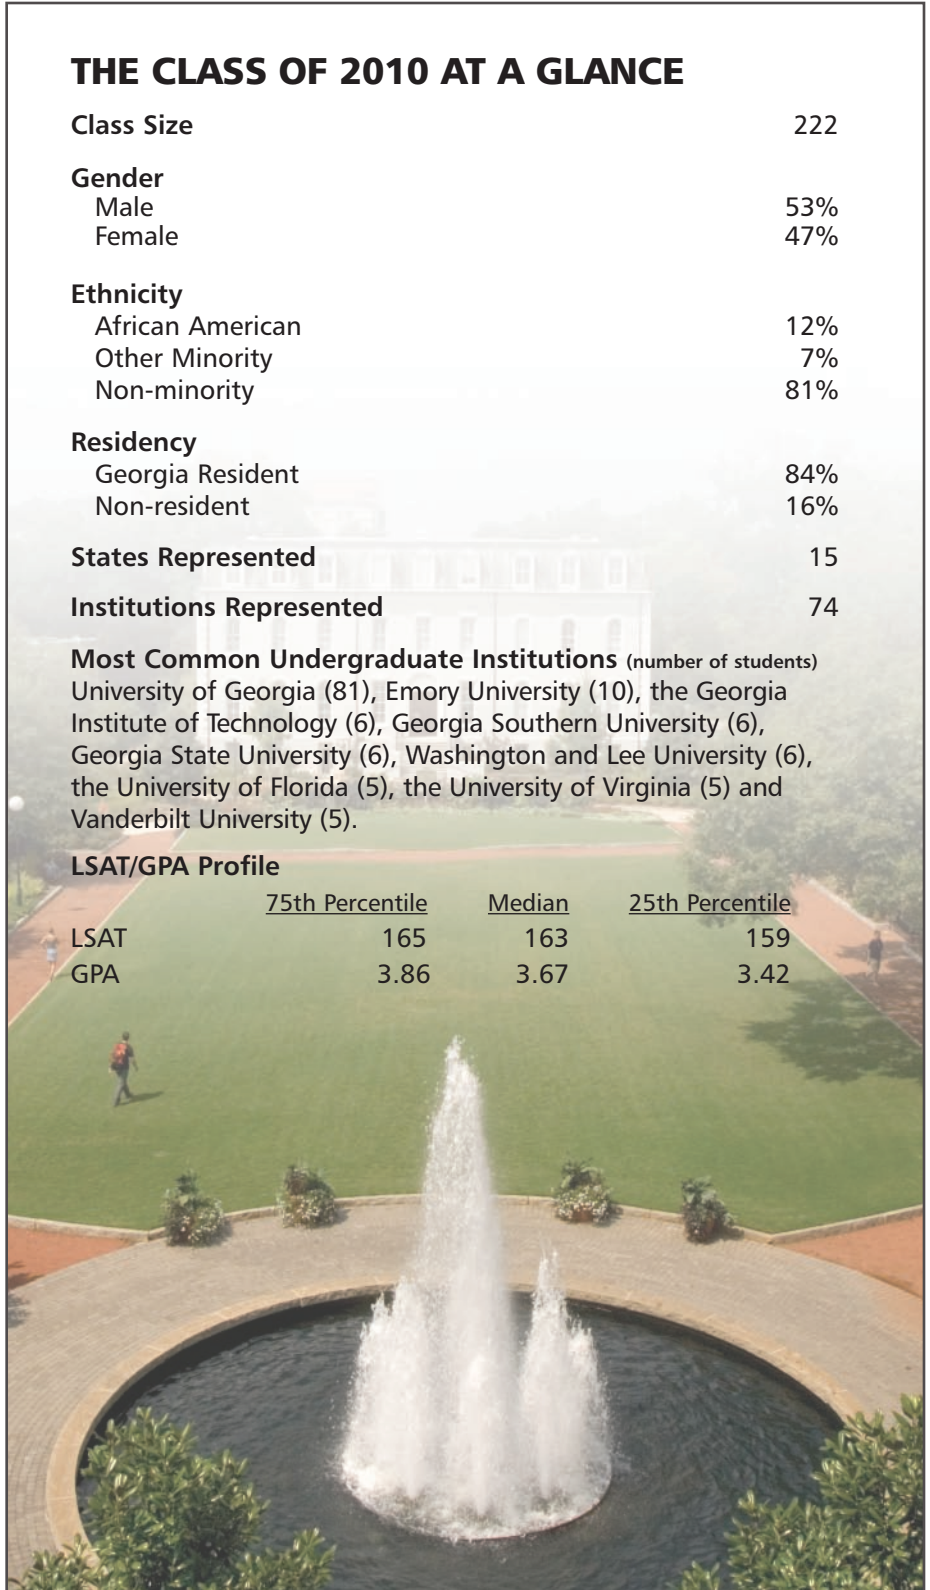 THE CLASS OF 2010 AT A GLANCE
Class Size 222
Gender
Male 53%
Female 47%
Ethnicity
African American 12%
Other Minority 7%
Non-minority 81%
Residency
Georgia Resident 84%
Non-resident 16%
States Represented 15
Institutions Represented 74
Most Common Undergraduate Institutions (number of students)
University of Georgia (81), Emory University (10), the Georgia
Institute of Technology (6), Georgia Southern University (6),
Georgia State University (6), Washington and Lee University (6),
the University of Florida (5), the University of Virginia (5) and
Vanderbilt University (5).
LSAT/GPA Profile
75th Percentile Median 25th Percentile
LSAT 165 163 159
GPA 3.86 3.67 3.42